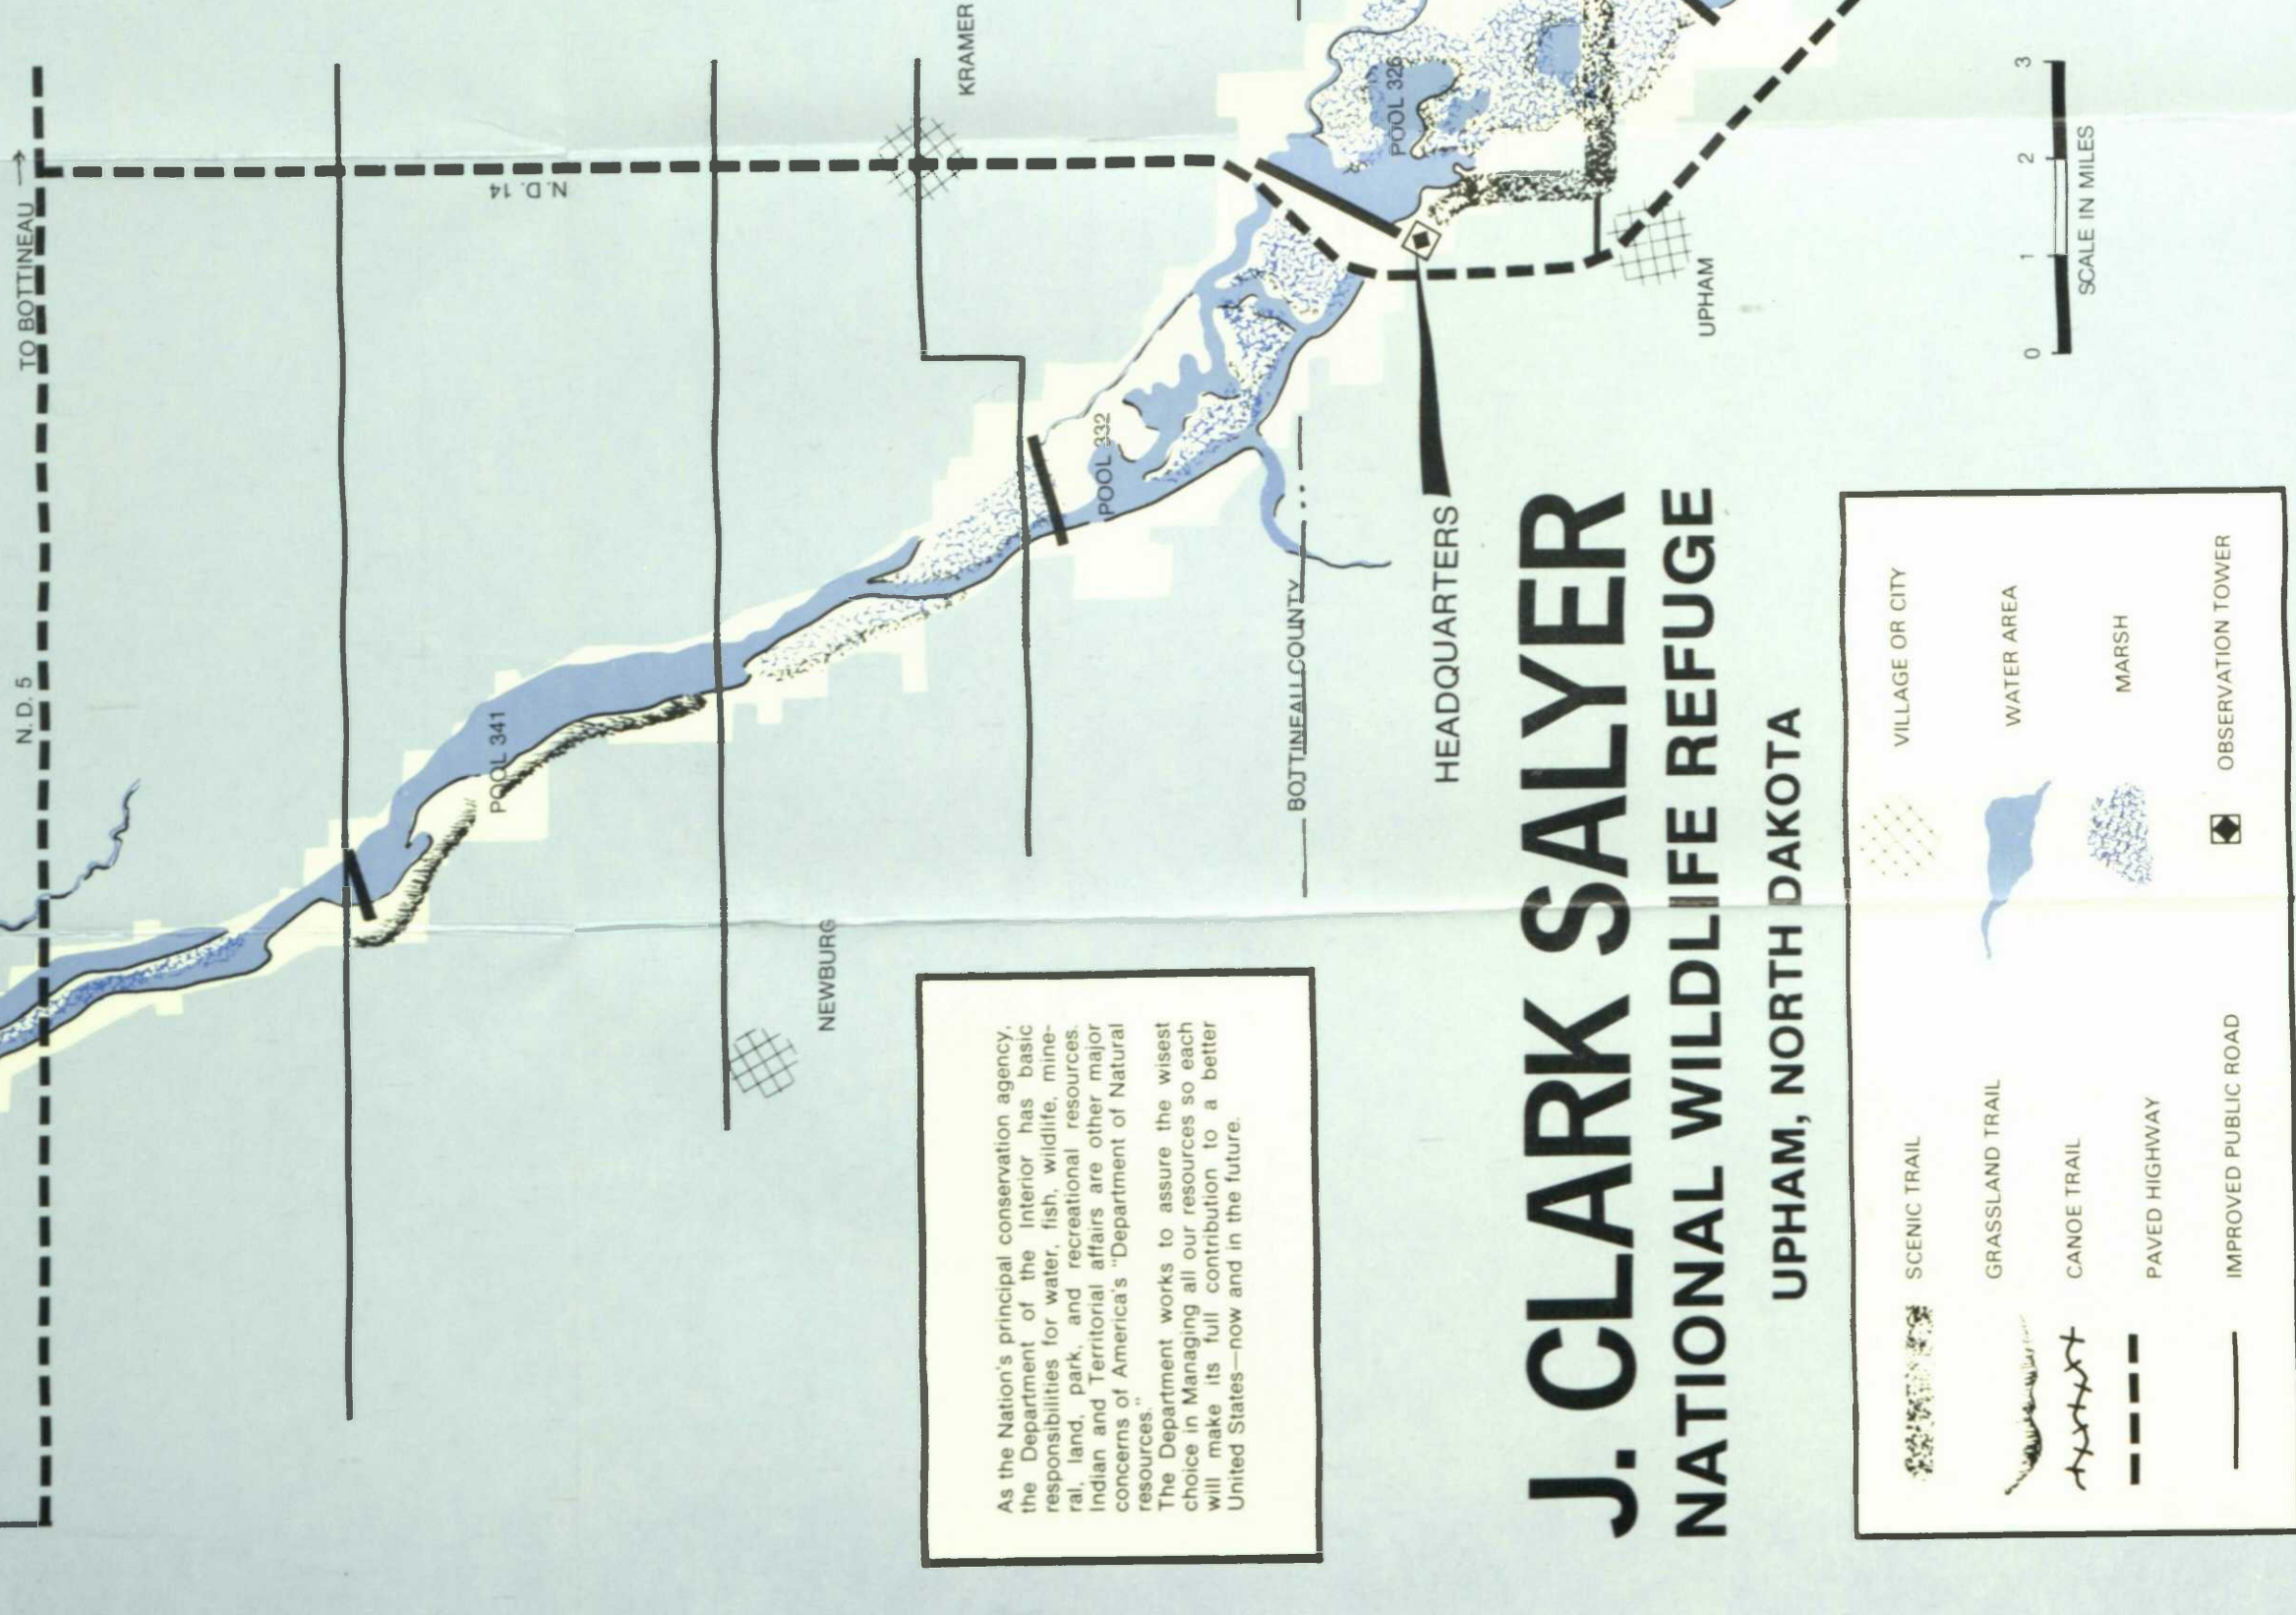 N.D. 5
TO BOTTINEAU →
N.D. 14
KRAMER
POOL 341
NEWBURG
POOL 332
POOL 326
BOTTINEAU COUNTY
HEADQUARTERS
UPHAM
As the Nation's principal conservation agency,
the Department of the Interior has basic
responsibilities for water, fish, wildlife, mine-
ral, land, park, and recreational resources.
Indian and Territorial affairs are other major
concerns of America's "Department of Natural
resources."
The Department works to assure the wisest
choice in Managing all our resources so each
will make its full contribution to a better
United States—now and in the future.
J. CLARK SALYER
NATIONAL WILDLIFE REFUGE
UPHAM, NORTH DAKOTA
0 1 2 3
SCALE IN MILES
SCENIC TRAIL
GRASSLAND TRAIL
CANOE TRAIL
PAVED HIGHWAY
IMPROVED PUBLIC ROAD
VILLAGE OR CITY
WATER AREA
MARSH
OBSERVATION TOWER